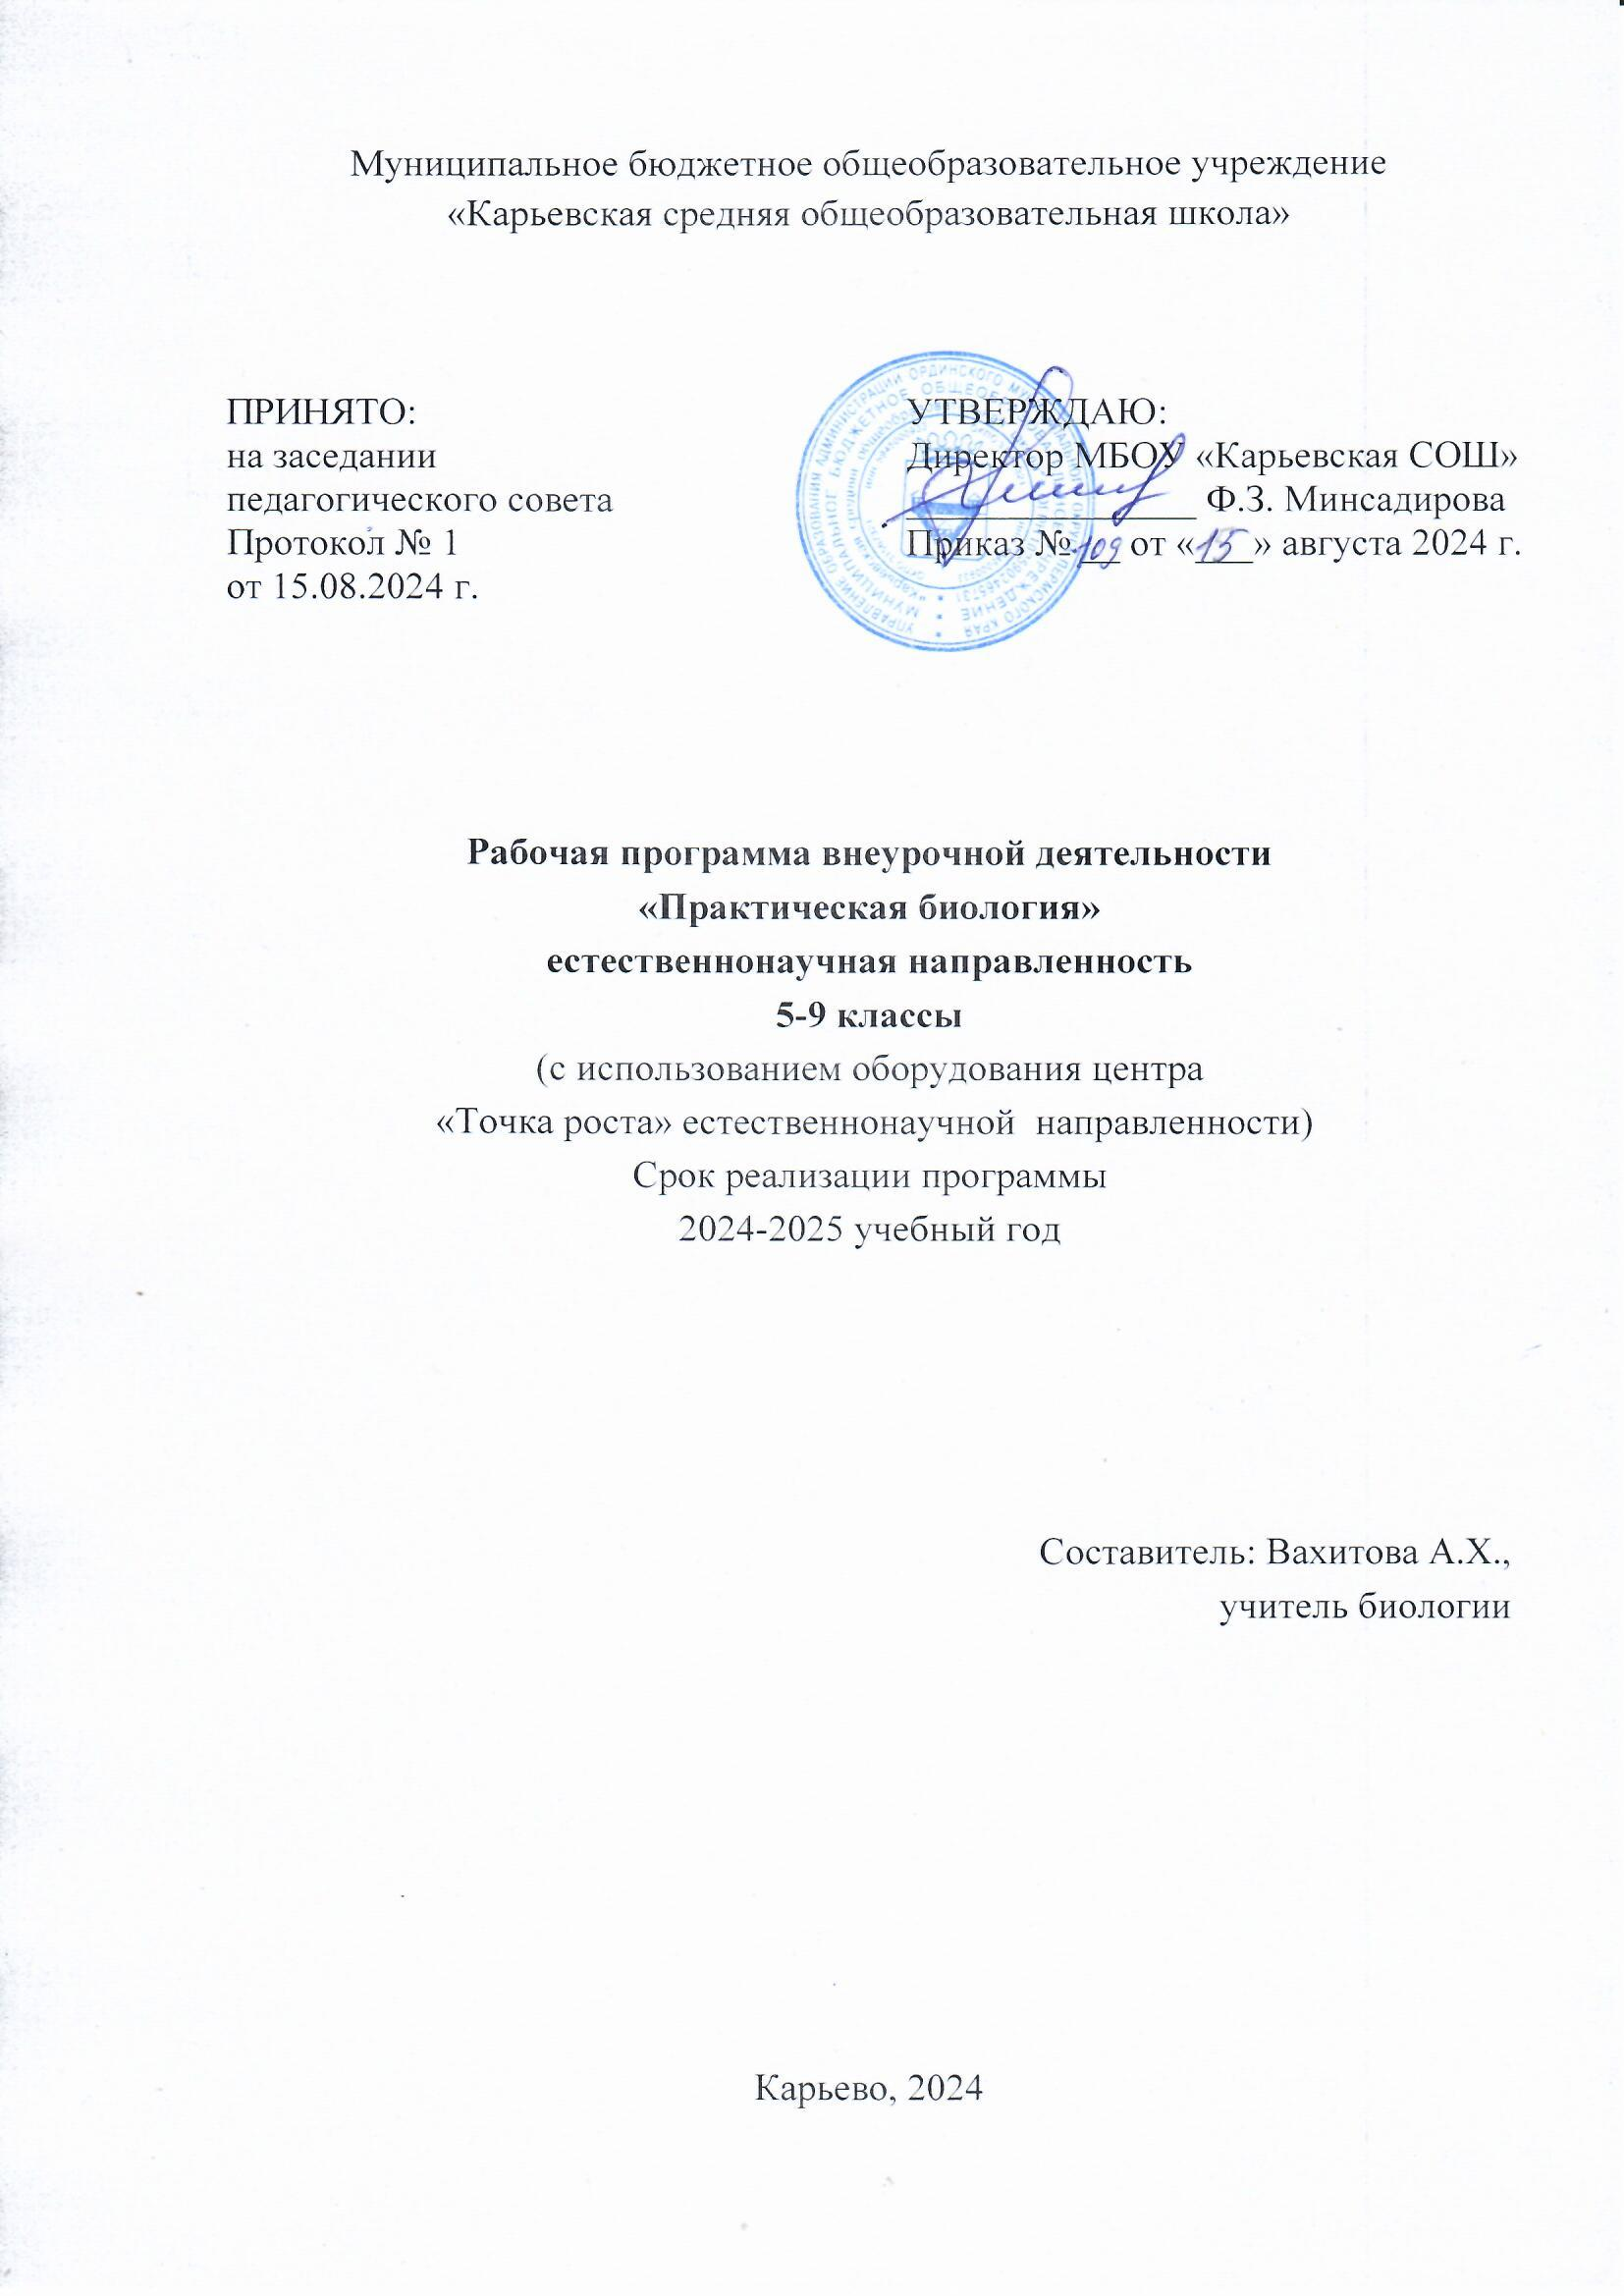 Муниципальное бюджетное общеобразовательное учреждение
«Карьевская средняя общеобразовательная школа»
ПРИНЯТО:
на заседании
педагогического совета
Протокол № 1
от 15.08.2024 г.
УТВЕРЖДАЮ:
Директор МБОУ «Карьевская СОШ»
Ф.З. Минсадирова
Приказ № 109 от «15» августа 2024 г.
Рабочая программа внеурочной деятельности
«Практическая биология»
естественнонаучная направленность
5-9 классы
(с использованием оборудования центра
«Точка роста» естественнонаучной направленности)
Срок реализации программы
2024-2025 учебный год
Составитель: Вахитова А.Х.,
учитель биологии
Карьево, 2024